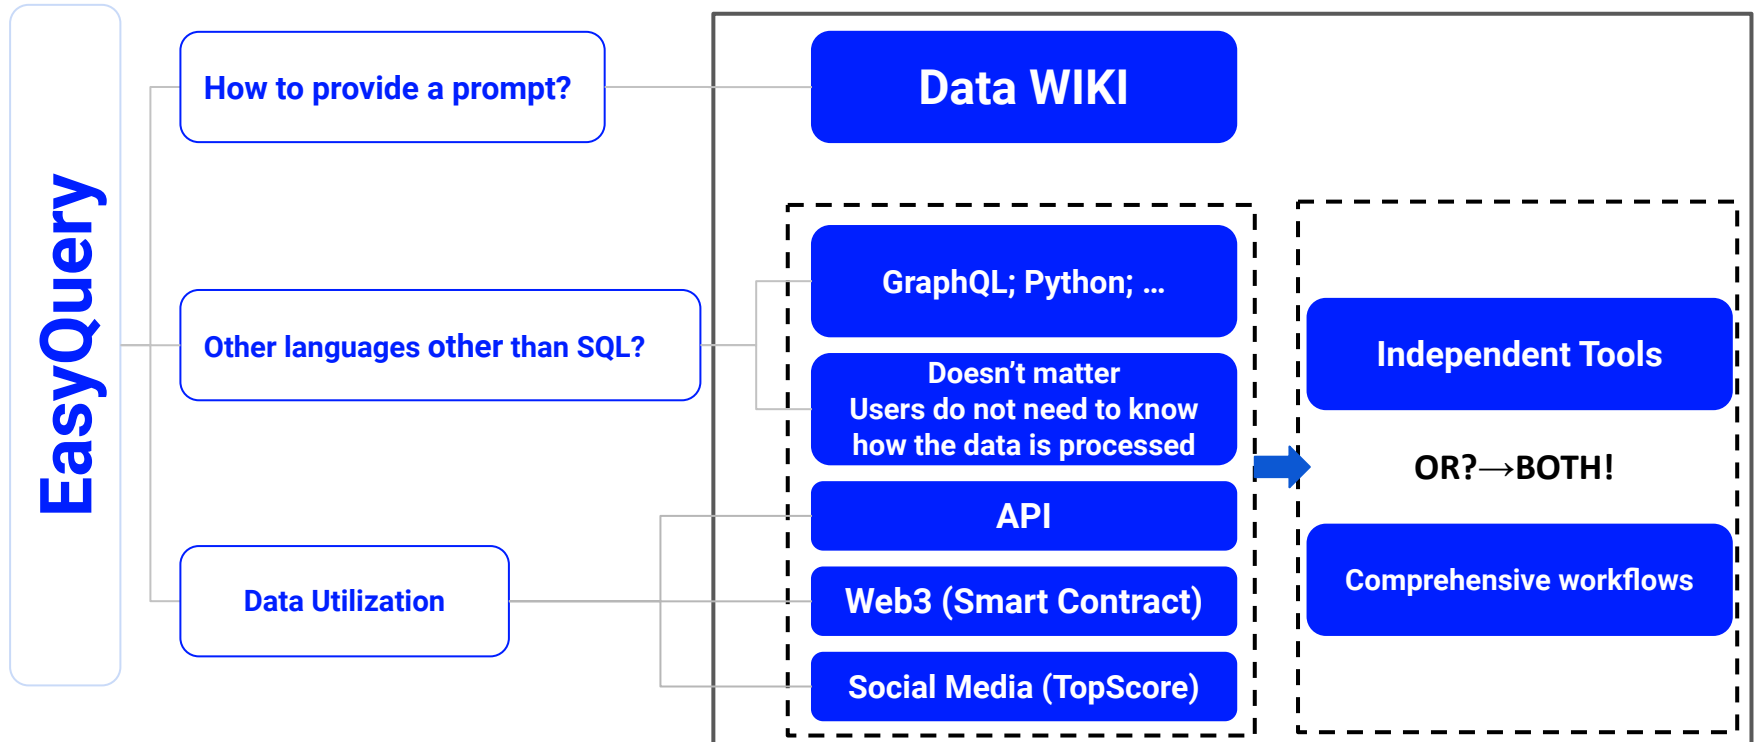 EasyQuery
How to provide a prompt?
Data WIKI
Other languages other than SQL?
GraphQL; Python; ...
Doesn’t matter
Users do not need to know
how the data is processed
Data Utilization
API
Web3 (Smart Contract)
Social Media (TopScore)
Independent Tools
OR?→BOTH!
Comprehensive workflows